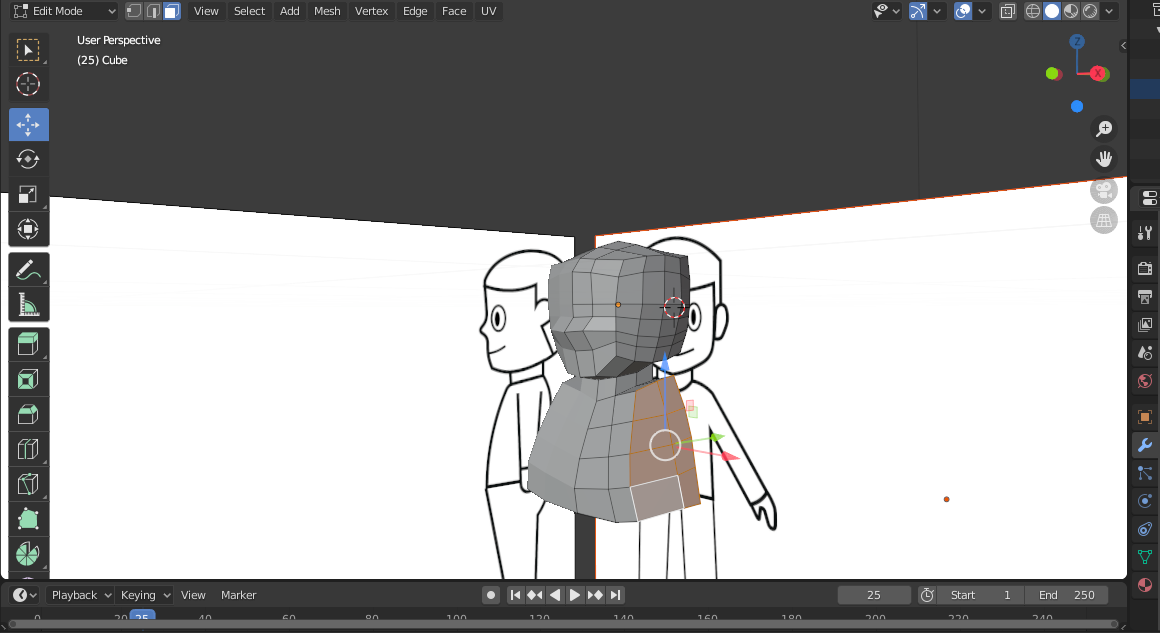 Edit Mode View Select Add Mesh Vertex Edge Face UV
User Perspective
(25) Cube
Z
X
Playback Keying View Marker 25 Start 1 End 250
0 20 25 40 60 80 100 120 140 160 180 200 220 240